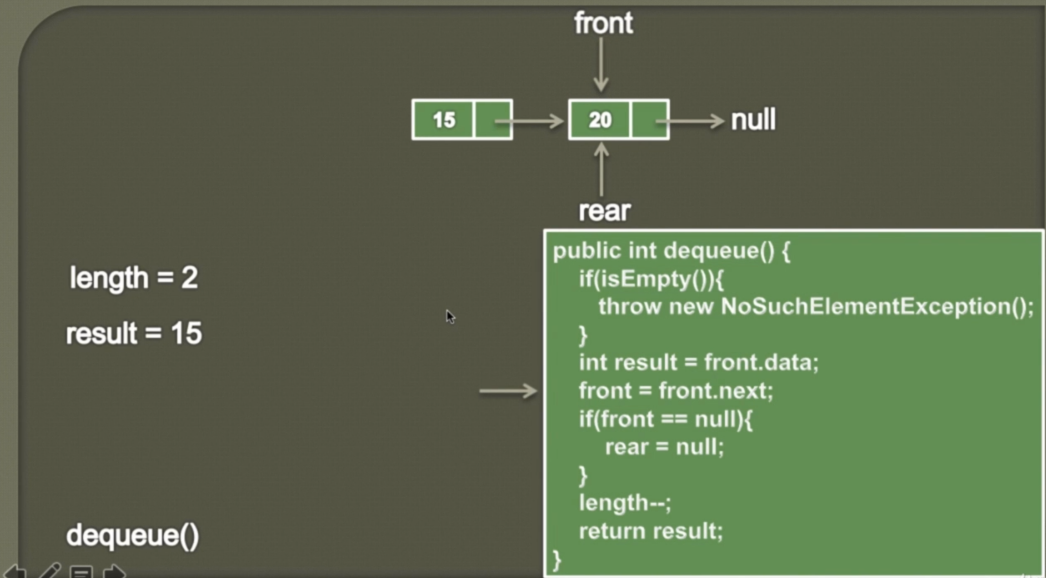 front
15
20
null
rear
length = 2
result = 15
dequeue()
public int dequeue() {
if(isEmpty()){
throw new NoSuchElementException();
}
int result = front.data;
front = front.next;
if(front == null){
rear = null;
}
length--;
return result;
}